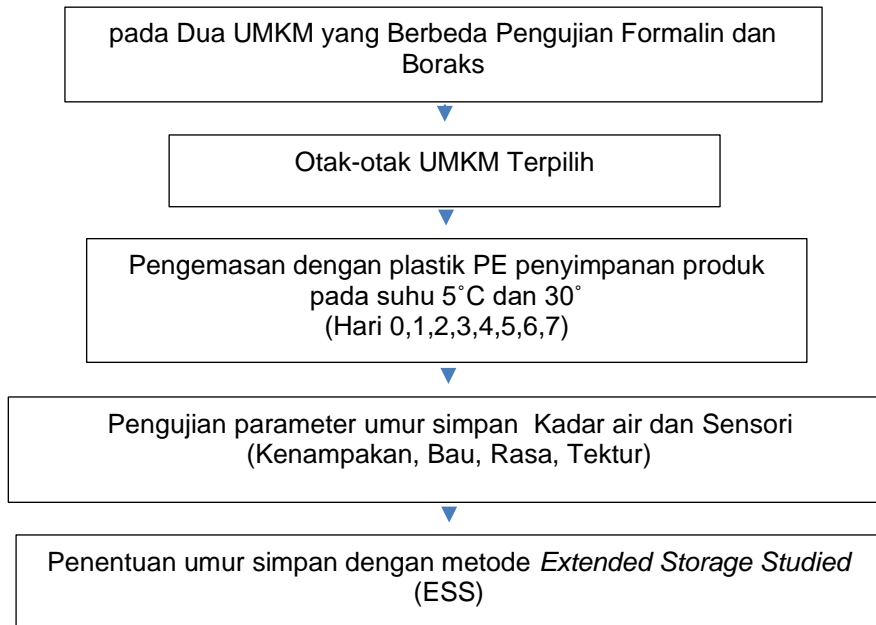 pada Dua UMKM yang Berbeda Pengujian Formalin dan
Boraks
Otak-otak UMKM Terpilih
Pengemasan dengan plastik PE penyimpanan produk
pada suhu 5˚C dan 30˚
(Hari 0,1,2,3,4,5,6,7)
Pengujian parameter umur simpan Kadar air dan Sensori
(Kenampakan, Bau, Rasa, Tektur)
Penentuan umur simpan dengan metode Extended Storage Studied
(ESS)